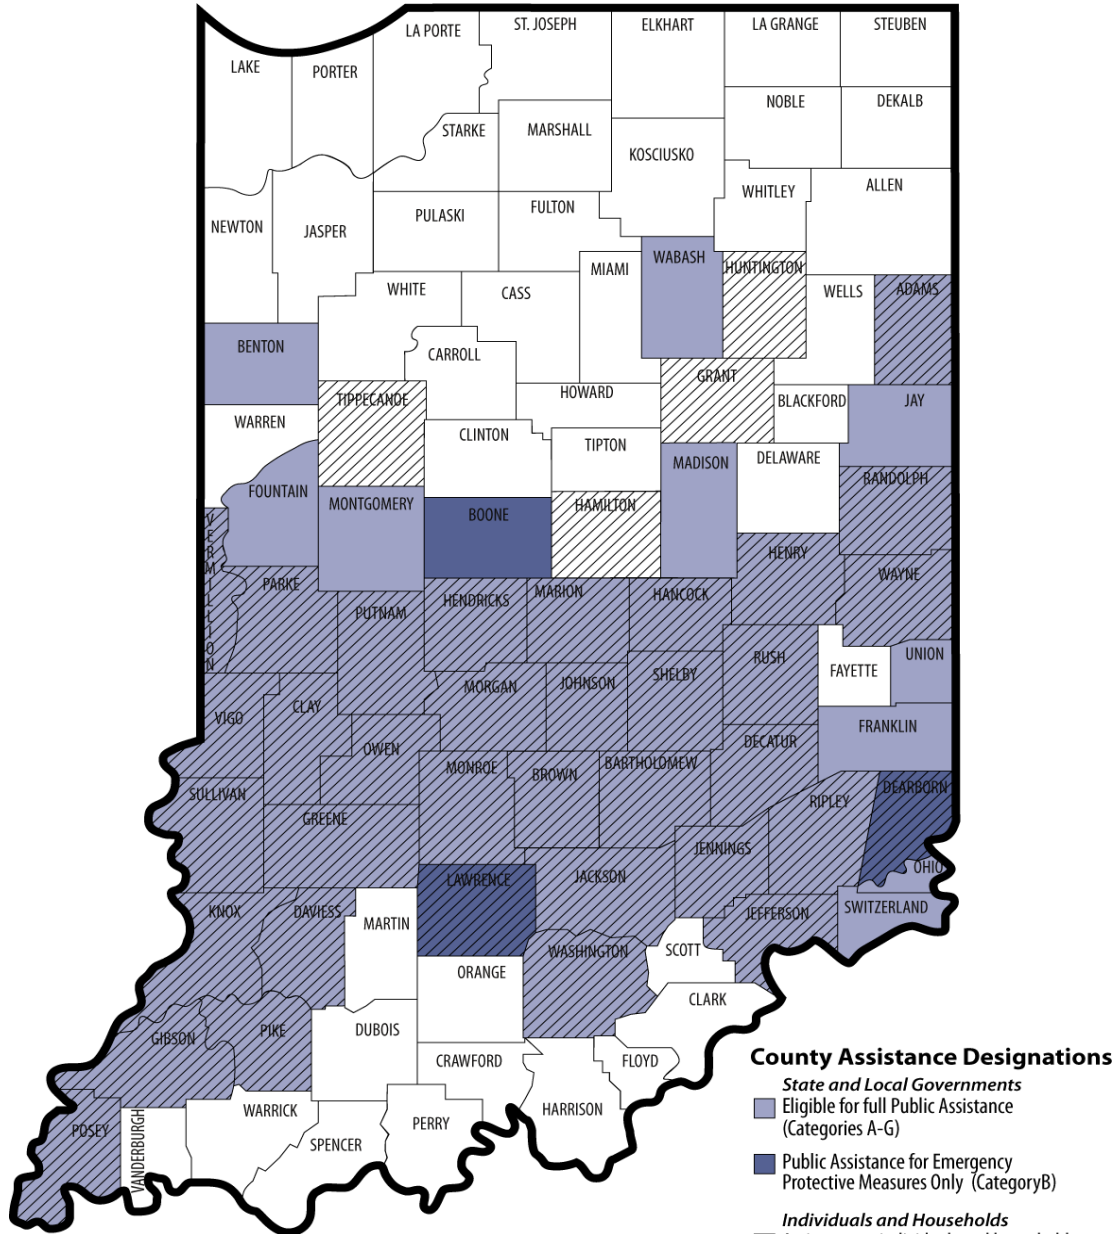 LA PORTE
ST. JOSEPH
ELKHART
LA GRANGE
STEUBEN
LAKE
PORTER
NOBLE
DEKALB
STARKE
MARSHALL
KOSCIUSKO
WHITLEY
ALLEN
NEWTON
JASPER
PULASKI
FULTON
WABASH
HUNTINGTON
MIAMI
WHITE
CASS
WELLS
ADAMS
BENTON
CARROLL
GRANT
HOWARD
BLACKFORD
JAY
WARREN
TIPPECANOE
CLINTON
TIPTON
MADISON
DELAWARE
RANDOLPH
FOUNTAIN
MONTGOMERY
BOONE
HAMILTON
HENRY
WAYNE
VERMILLION
PARKE
PUTNAM
HENDRICKS
MARION
HANCOCK
RUSH
FAYETTE
UNION
MORGAN
JOHNSON
SHELBY
VIGO
CLAY
OWEN
FRANKLIN
DECATUR
MONROE
BROWN
BARTHOLOMEW
SULLIVAN
GREENE
RIPLEY
DEARBORN
JENNINGS
OHIO
LAWRENCE
JACKSON
KNOX
DAVIESS
MARTIN
JEFFERSON
SWITZERLAND
WASHINGTON
SCOTT
ORANGE
CLARK
GIBSON
PIKE
DUBOIS
CRAWFORD
FLOYD
HARRISON
POSEY
VANDERBURGH
WARRICK
SPENCER
PERRY
County Assistance Designations
State and Local Governments
Eligible for full Public Assistance
(Categories A-G)
Public Assistance for Emergency
Protective Measures Only (CategoryB)
Individuals and Households